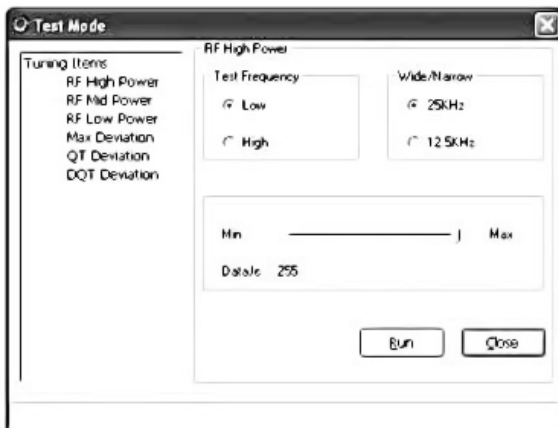 Test Mode
Tuning Items
RF High Power
RF Mid Power
RF Low Power
Max Deviation
QT Deviation
DQT Deviation
RF High Power
Test Frequency
Low
High
Wide/Narrow
25KHz
12.5KHz
Min
Max
255
Run
Close